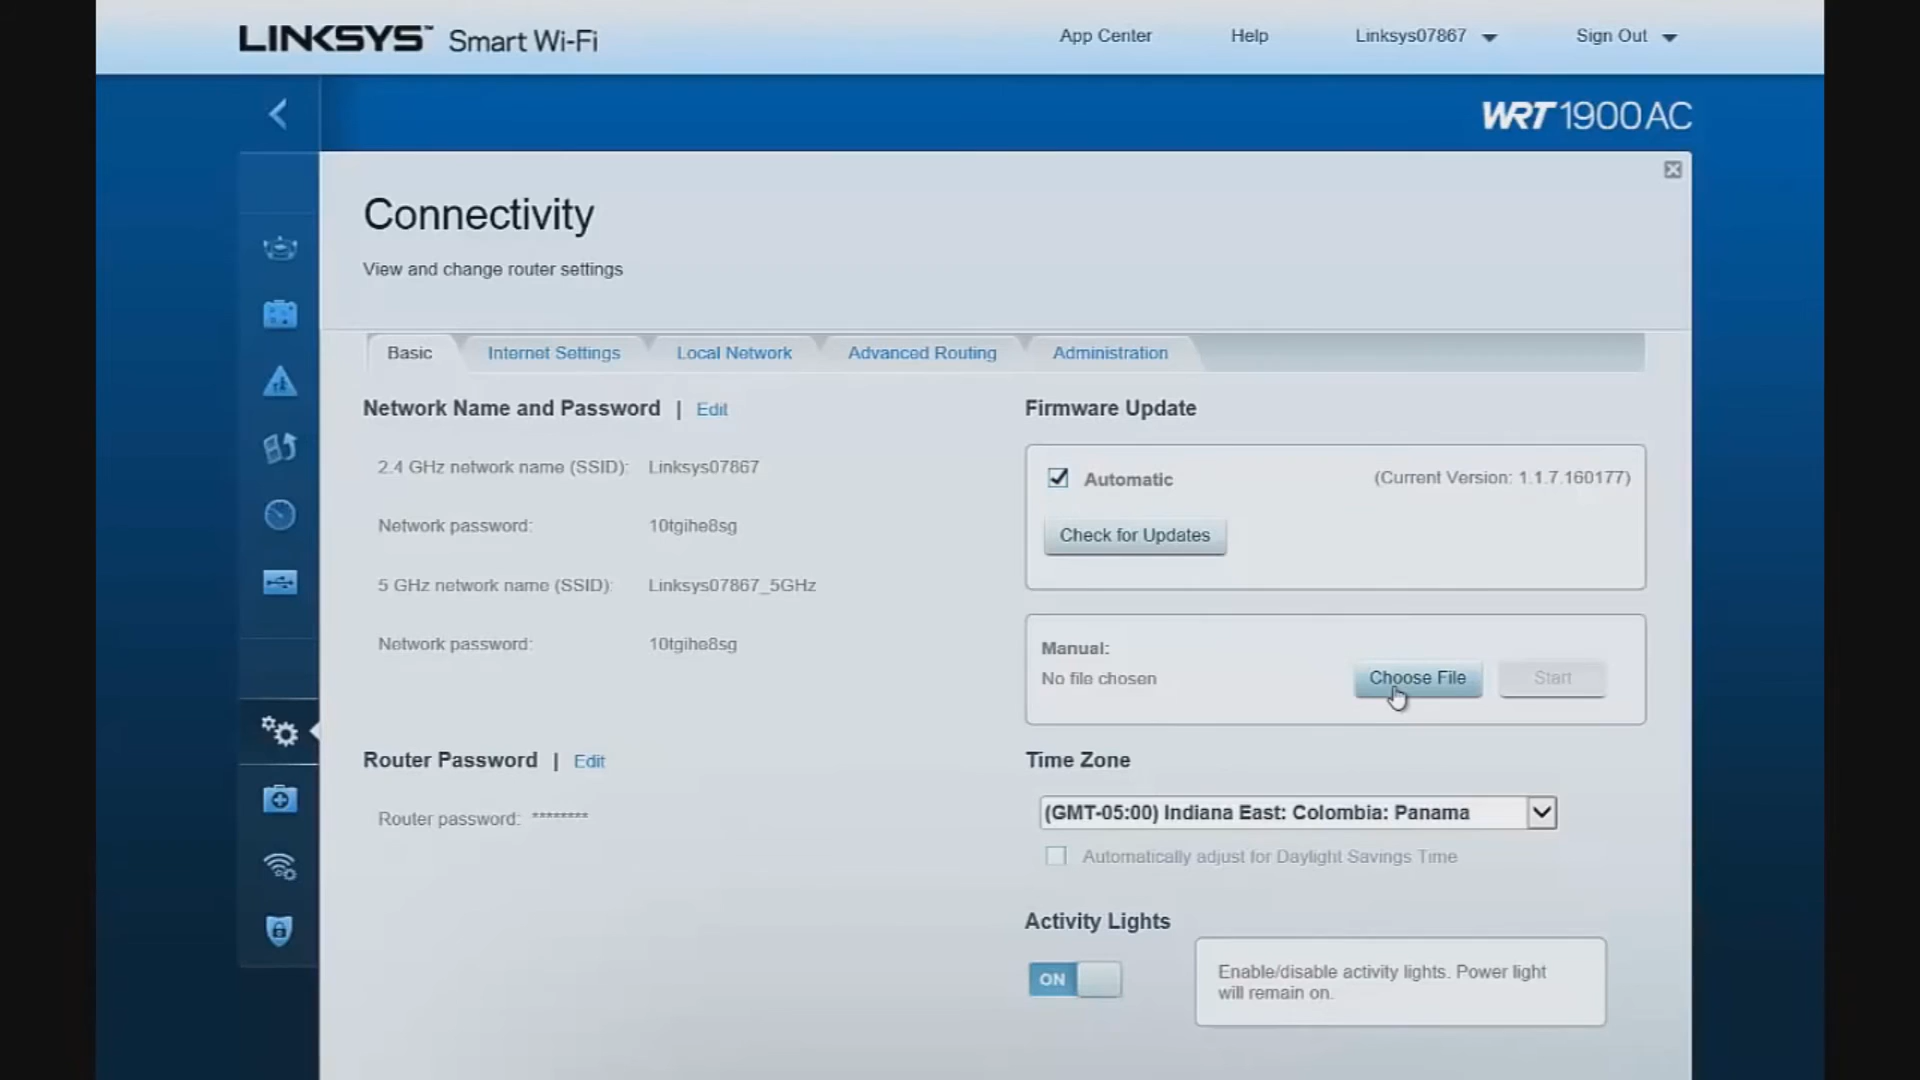 LINKSYS™ Smart Wi-Fi
App Center
Help
Linksys07867
Sign Out
WRT1900AC
Connectivity
View and change router settings
Basic
Internet Settings
Local Network
Advanced Routing
Administration
Network Name and Password | Edit
2.4 GHz network name (SSID): Linksys07867
Network password: 10tgihe8sg
5 GHz network name (SSID): Linksys07867_5GHz
Network password: 10tgihe8sg
Router Password | Edit
Router password: ********
Firmware Update
Automatic
(Current Version: 1.1.7.160177)
Check for Updates
Manual:
No file chosen
Choose File
Start
Time Zone
(GMT-05:00) Indiana East: Colombia: Panama
Automatically adjust for Daylight Savings Time
Activity Lights
ON
Enable/disable activity lights. Power light
will remain on.